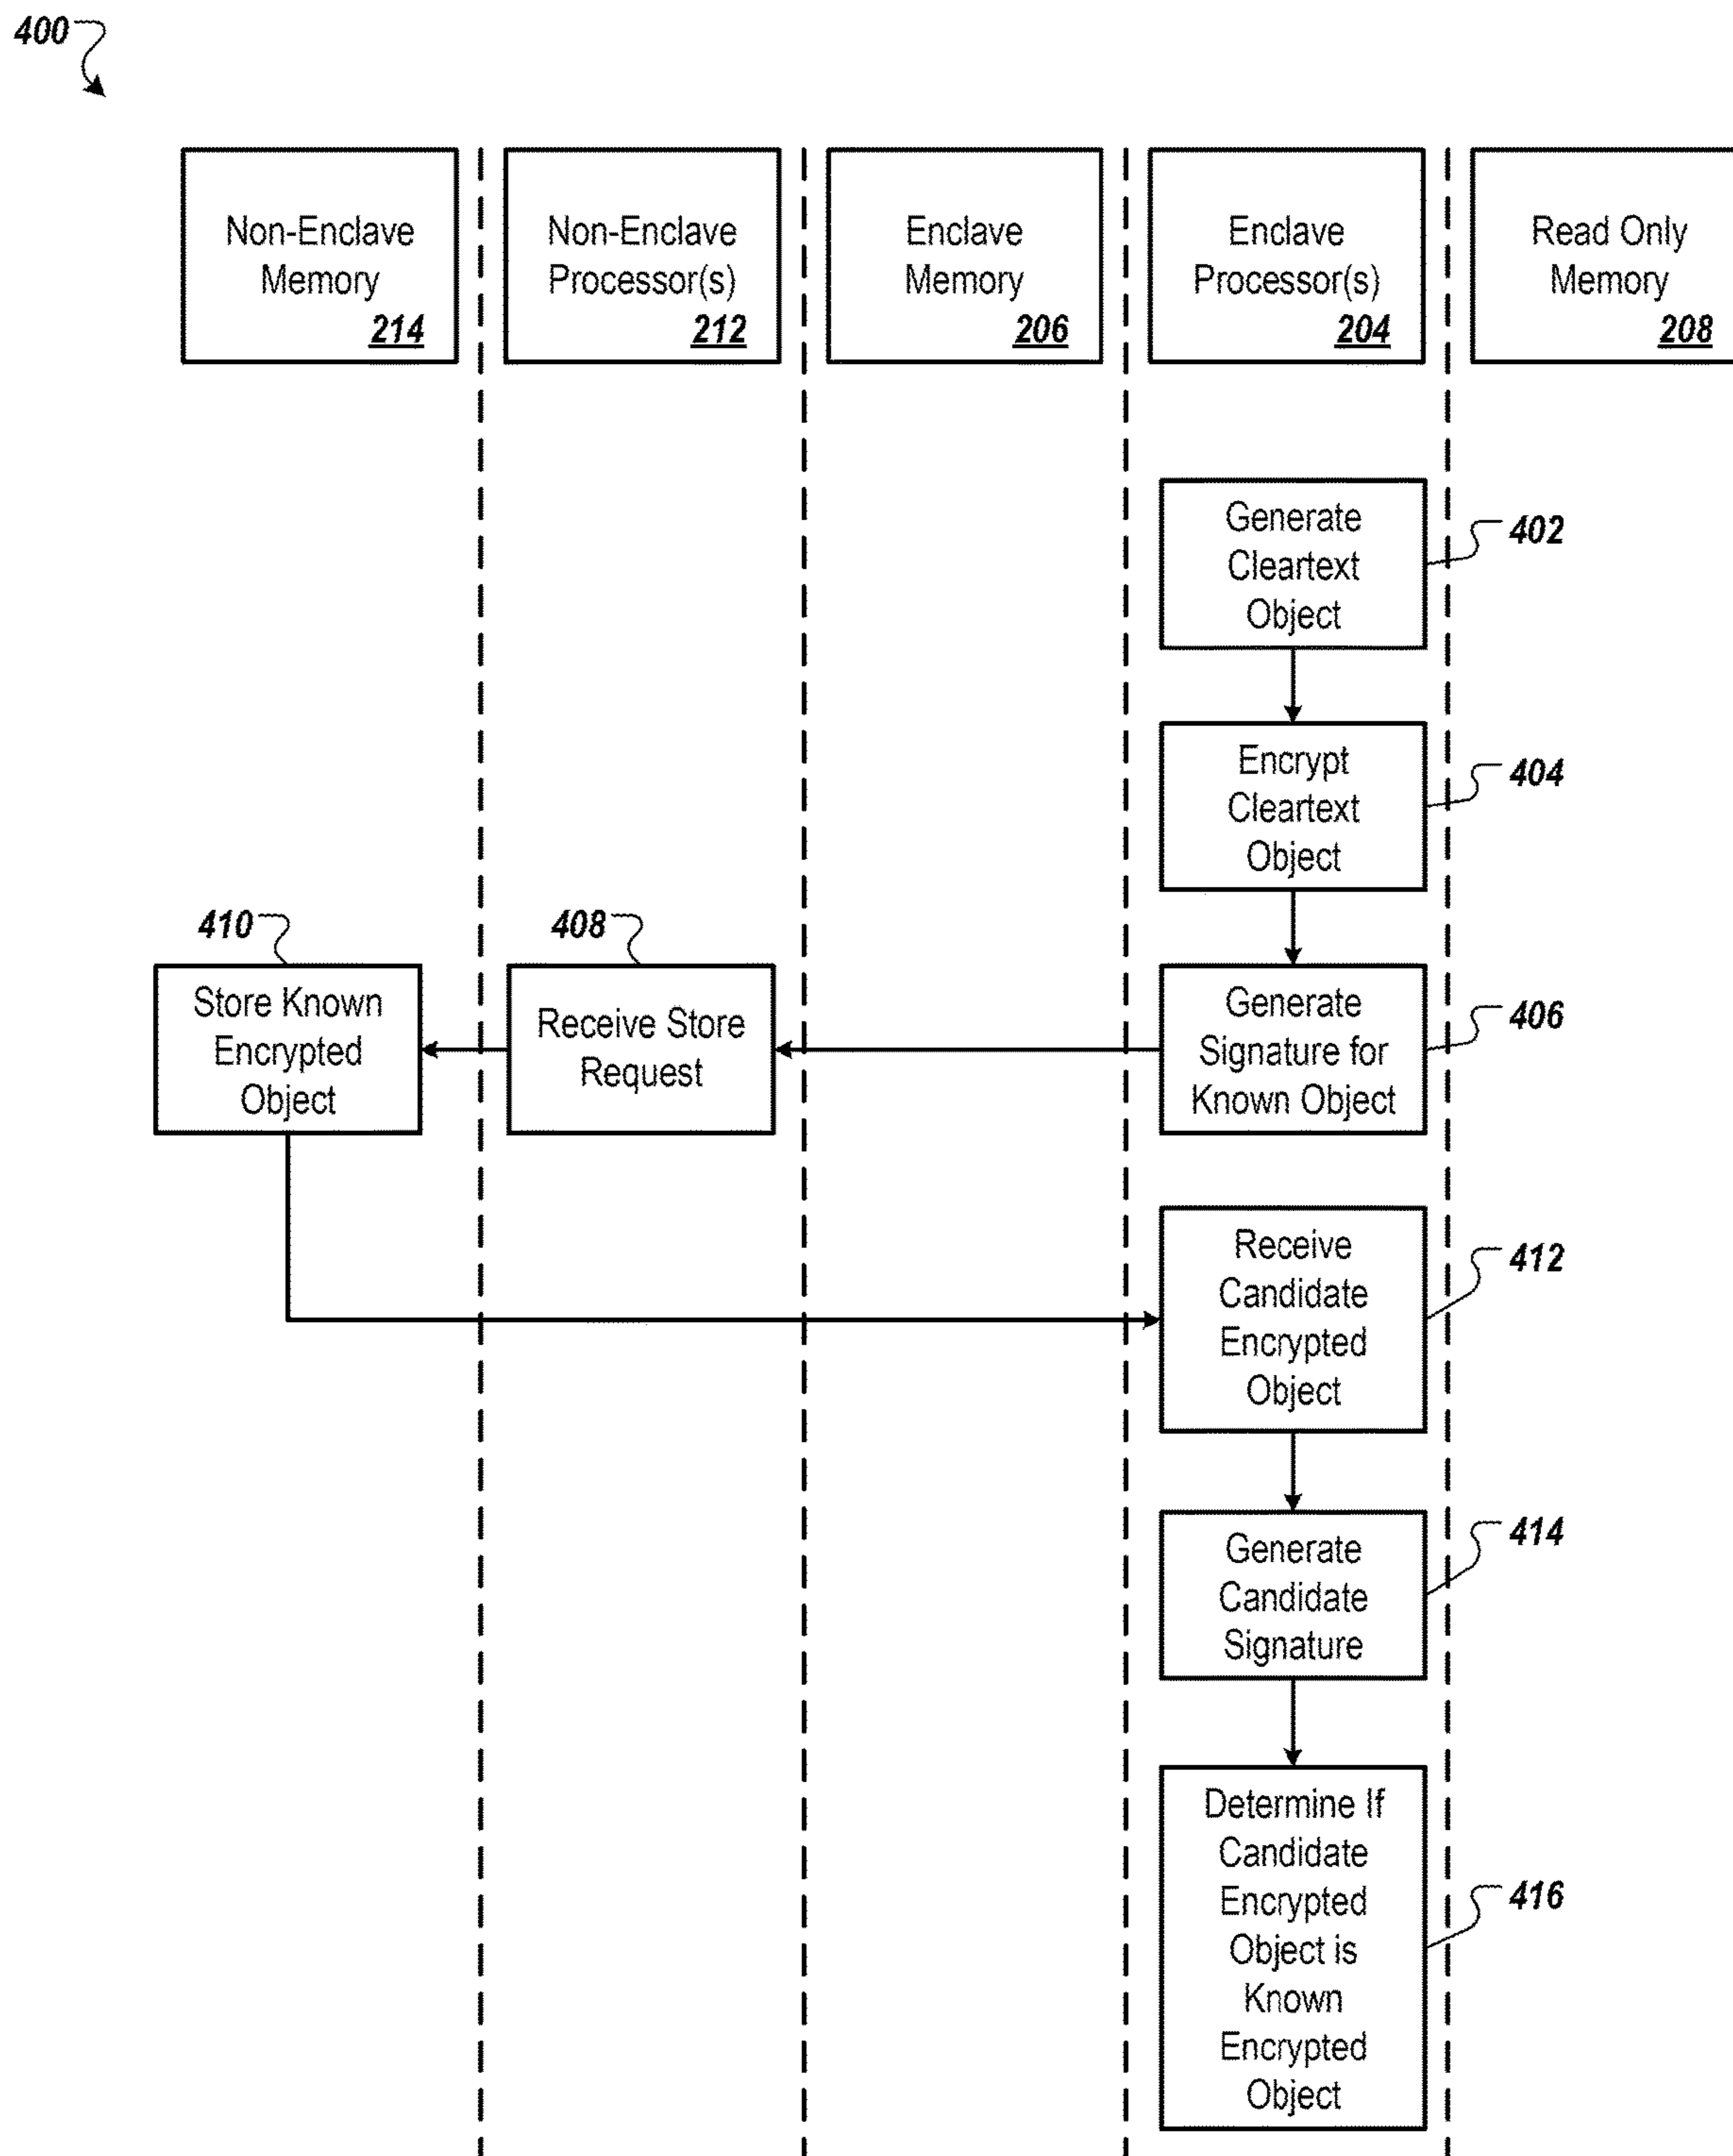 400
Non-Enclave
Memory
214
Non-Enclave
Processor(s)
212
Enclave
Memory
206
Enclave
Processor(s)
204
Read Only
Memory
208
Generate
Cleartext
Object
402
Encrypt
Cleartext
Object
404
410
Store Known
Encrypted
Object
408
Receive Store
Request
Generate
Signature for
Known Object
406
Receive
Candidate
Encrypted
Object
412
Generate
Candidate
Signature
414
Determine If
Candidate
Encrypted
Object is
Known
Encrypted
Object
416